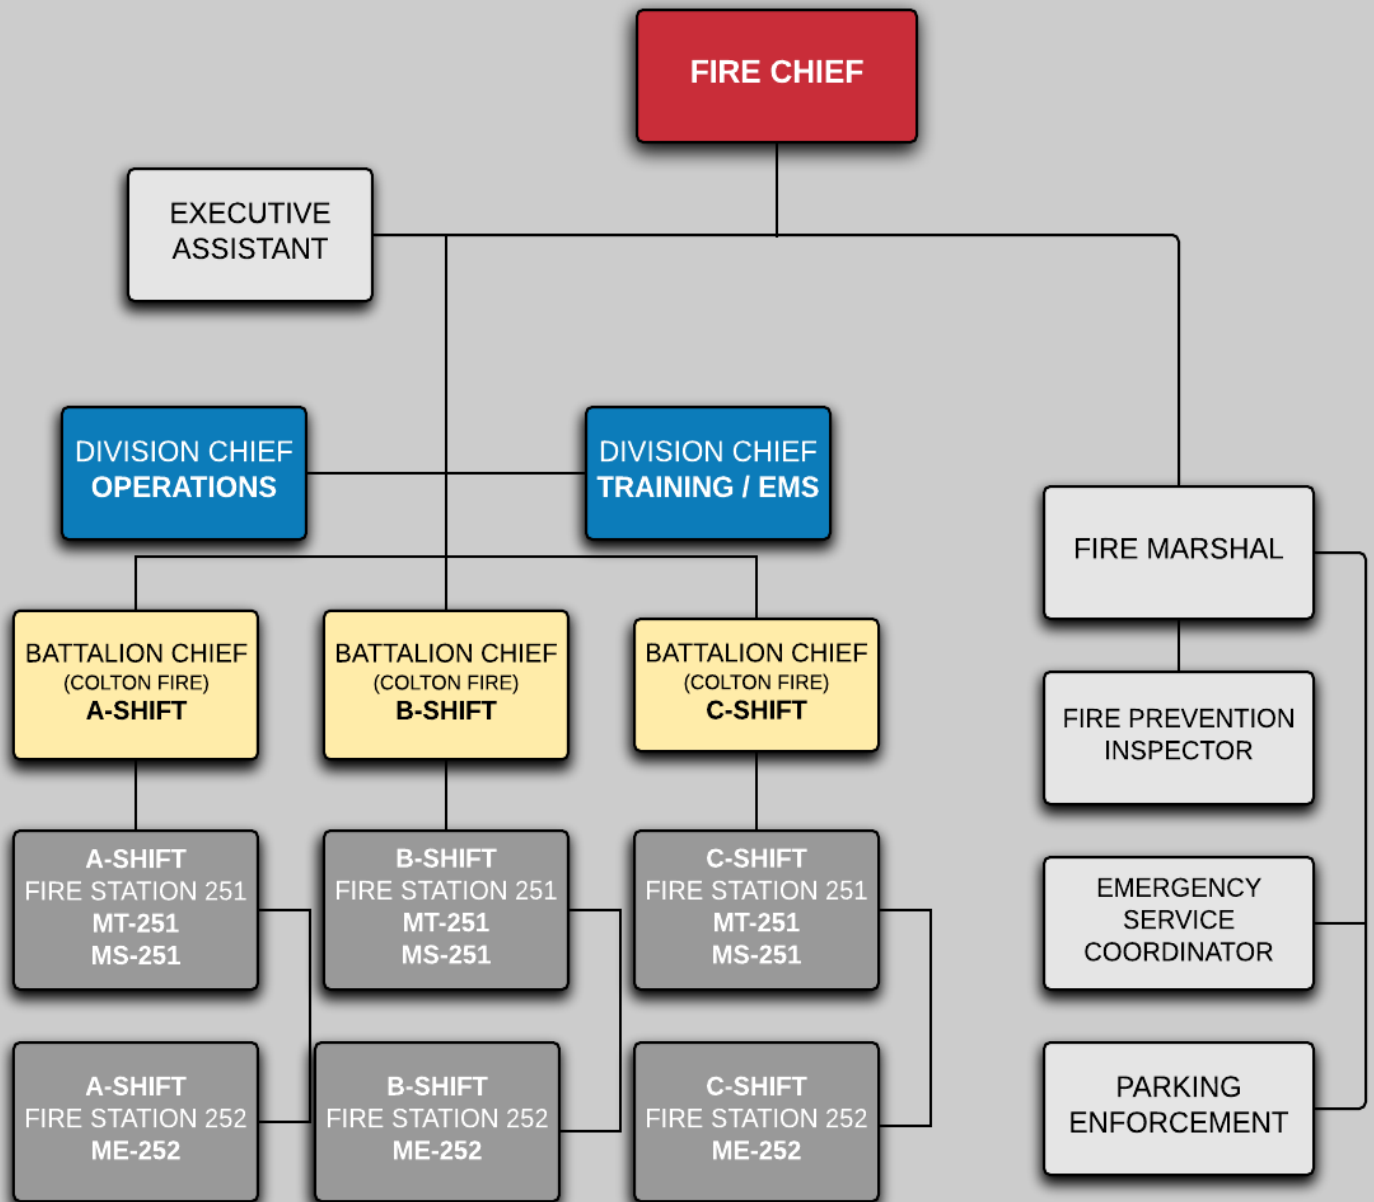 FIRE CHIEF
EXECUTIVE
ASSISTANT
DIVISION CHIEF
OPERATIONS
DIVISION CHIEF
TRAINING / EMS
FIRE MARSHAL
BATTALION CHIEF
(COLTON FIRE)
A-SHIFT
BATTALION CHIEF
(COLTON FIRE)
B-SHIFT
BATTALION CHIEF
(COLTON FIRE)
C-SHIFT
FIRE PREVENTION
INSPECTOR
A-SHIFT
FIRE STATION 251
MT-251
MS-251
B-SHIFT
FIRE STATION 251
MT-251
MS-251
C-SHIFT
FIRE STATION 251
MT-251
MS-251
EMERGENCY
SERVICE
COORDINATOR
A-SHIFT
FIRE STATION 252
ME-252
B-SHIFT
FIRE STATION 252
ME-252
C-SHIFT
FIRE STATION 252
ME-252
PARKING
ENFORCEMENT